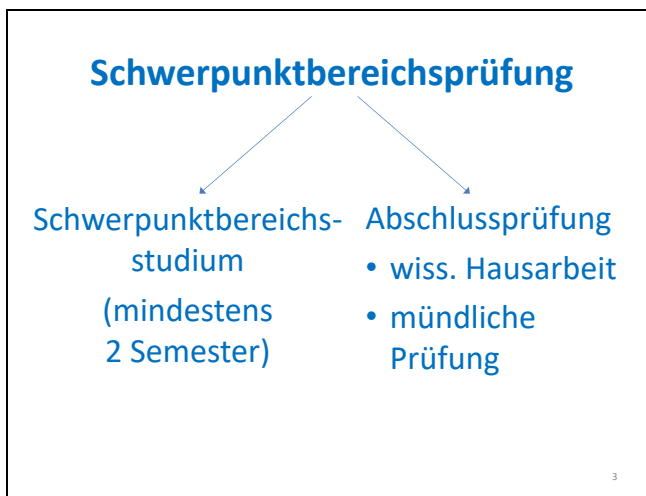 Schwerpunktbereichsprüfung
Schwerpunktbereichs-
studium
(mindestens
2 Semester)
Abschlussprüfung
• wiss. Hausarbeit
• mündliche
Prüfung
3